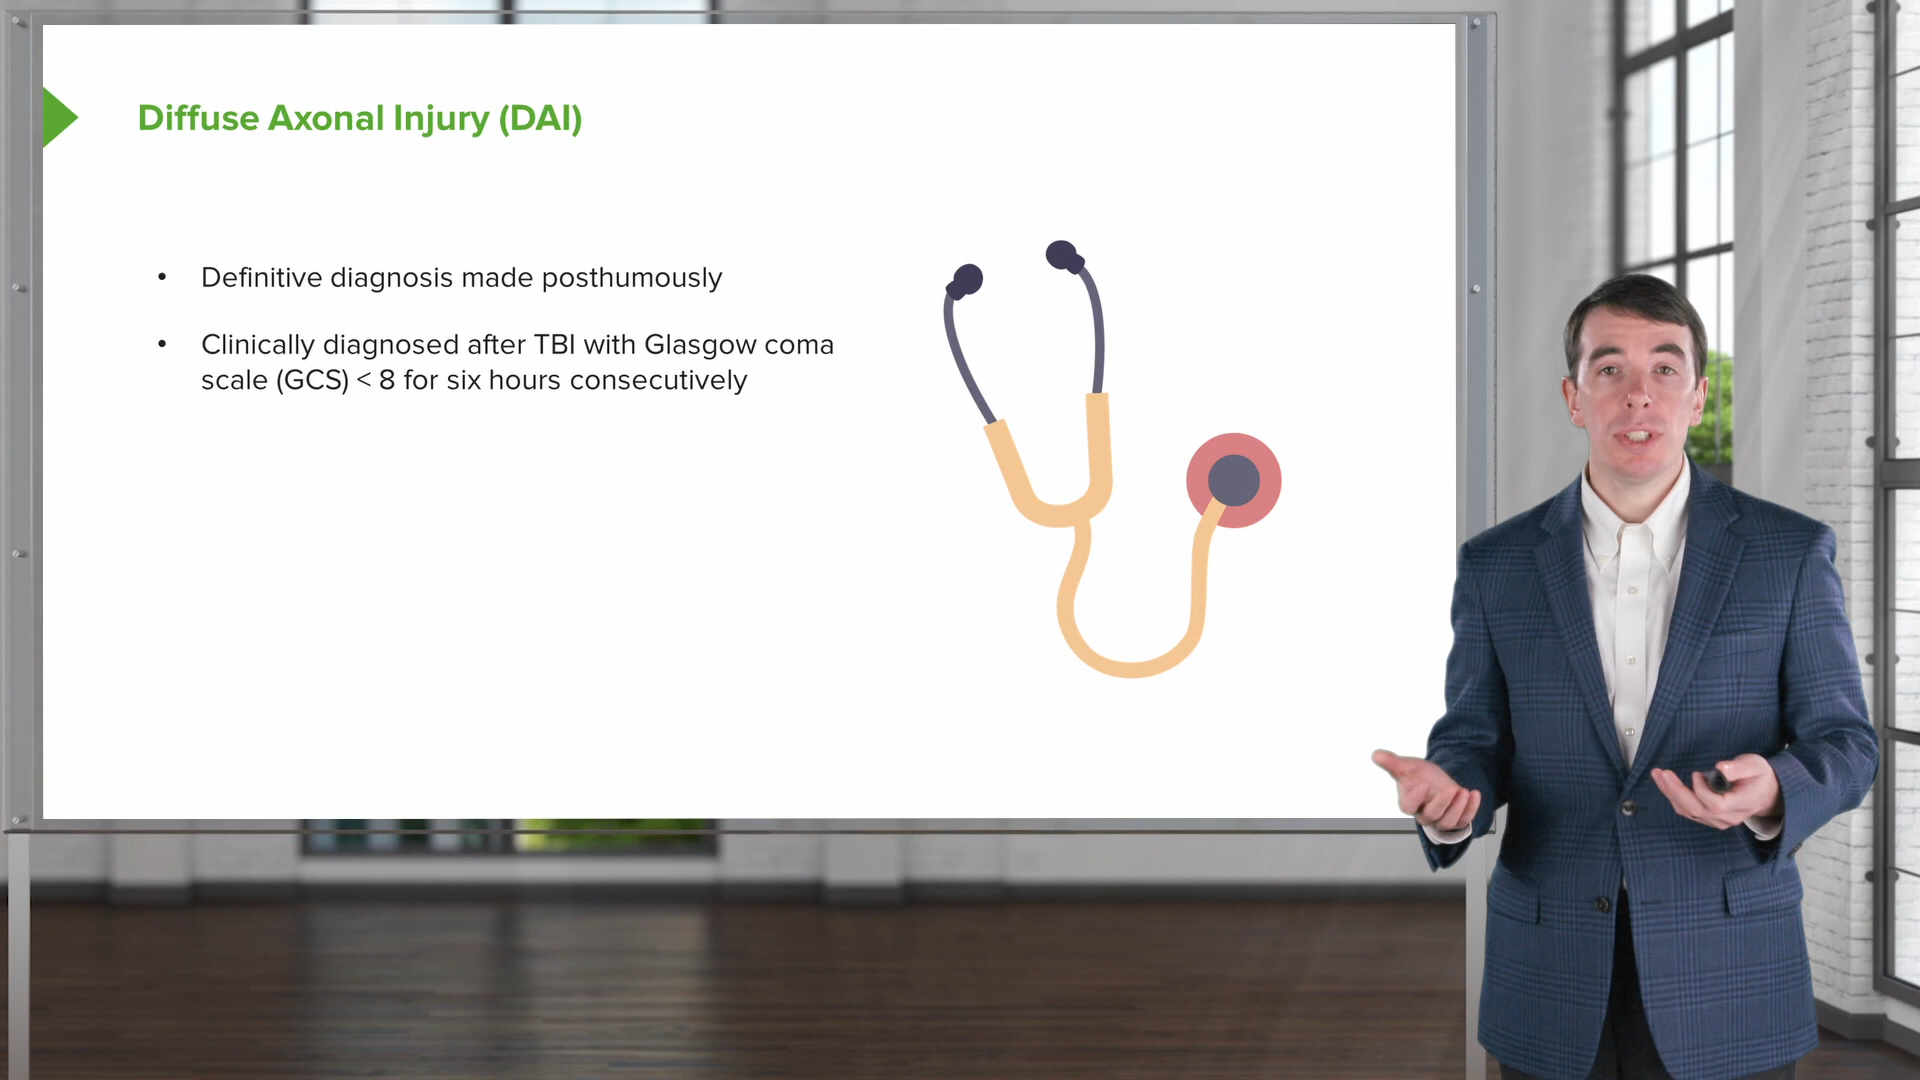 Diffuse Axonal Injury (DAI)
• Definitive diagnosis made posthumously
• Clinically diagnosed after TBI with Glasgow coma
scale (GCS) < 8 for six hours consecutively